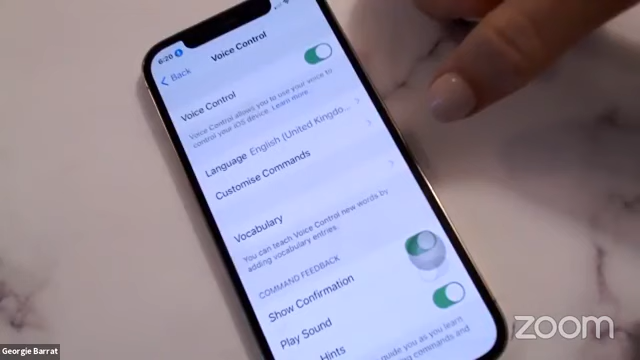 6:20
Back
Voice Control
Voice Control
Voice Control allows you to use your voice to
control your iOS device. Learn more...
Language English (United Kingdo...
Customise Commands
Vocabulary
You can teach Voice Control new words by
adding vocabulary entries.
COMMAND FEEDBACK
Show Confirmation
Play Sound
Hints
guide you as you learn
commands and
zoom
Georgie Barrat